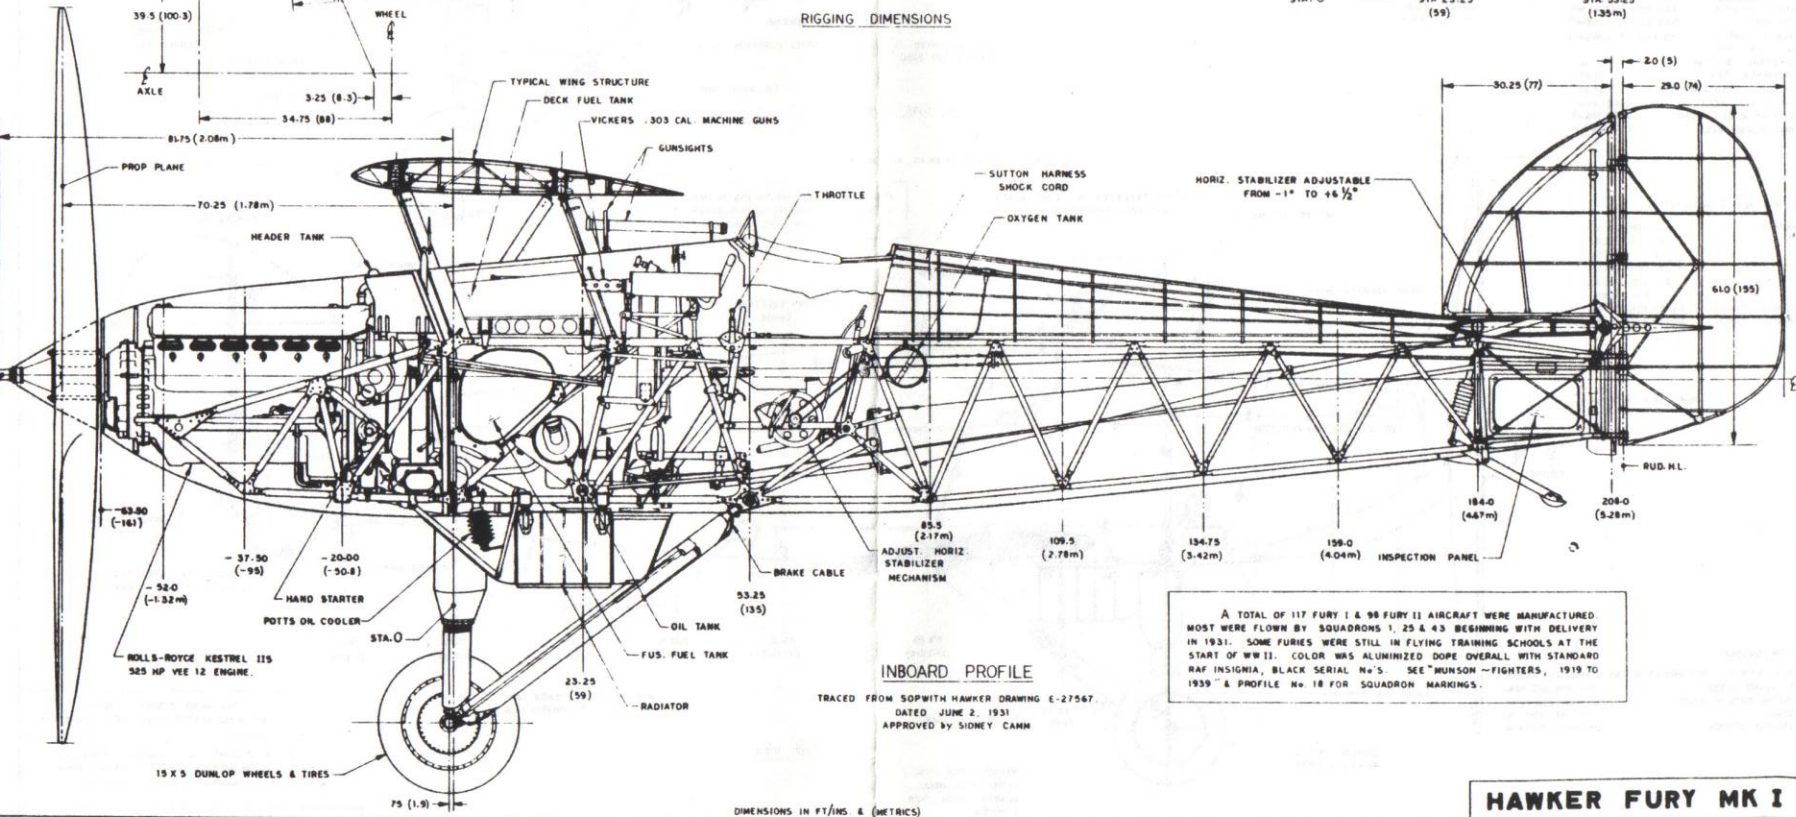 39.5 (100.3)
WHEEL
RIGGING DIMENSIONS
(59)
(1.35m)
AXLE
3.25 (8.3)
34.75 (88)
81.75 (2.08m)
PROP PLANE
70.25 (1.78m)
HEADER TANK
TYPICAL WING STRUCTURE
DECK FUEL TANK
VICKERS .303 CAL. MACHINE GUNS
GUNSIGHTS
THROTTLE
SUTTON HARNESS
SHOCK CORD
OXYGEN TANK
HORIZ. STABILIZER ADJUSTABLE
FROM -1° TO +6 ½°
30.25 (77)
2.0 (5)
29.0 (74)
61.0 (155)
RUD. H.L.
-63.50
(-161)
-52.0
(-1.32m)
-37.50
(-95)
-20.00
(-50.8)
HAND STARTER
POTTS OIL COOLER
STA. 0
ROLLS-ROYCE KESTREL IIS
525 HP VEE 12 ENGINE.
15 X 5 DUNLOP WHEELS & TIRES
.75 (1.9)
23.25
(59)
OIL TANK
FUS. FUEL TANK
RADIATOR
BRAKE CABLE
53.25
(135)
85.5
(2.17m)
ADJUST. HORIZ.
STABILIZER
MECHANISM
109.5
(2.78m)
134.75
(3.42m)
159.0
(4.04m)
INSPECTION PANEL
184.0
(4.67m)
208.0
(5.28m)
A TOTAL OF 117 FURY I & 98 FURY II AIRCRAFT WERE MANUFACTURED.
MOST WERE FLOWN BY SQUADRONS 1, 25 & 43 BEGINNING WITH DELIVERY
IN 1931. SOME FURIES WERE STILL IN FLYING TRAINING SCHOOLS AT THE
START OF WW II. COLOR WAS ALUMINIZED DOPE OVERALL WITH STANDARD
RAF INSIGNIA, BLACK SERIAL No's. SEE "MUNSON ~ FIGHTERS, 1919 TO
1939" & PROFILE No. 18 FOR SQUADRON MARKINGS.
INBOARD PROFILE
TRACED FROM SOPWITH HAWKER DRAWING E-27567.
DATED JUNE 2, 1931
APPROVED by SIDNEY CAMM
DIMENSIONS IN FT/INS. & (METRICS)
HAWKER FURY MK I